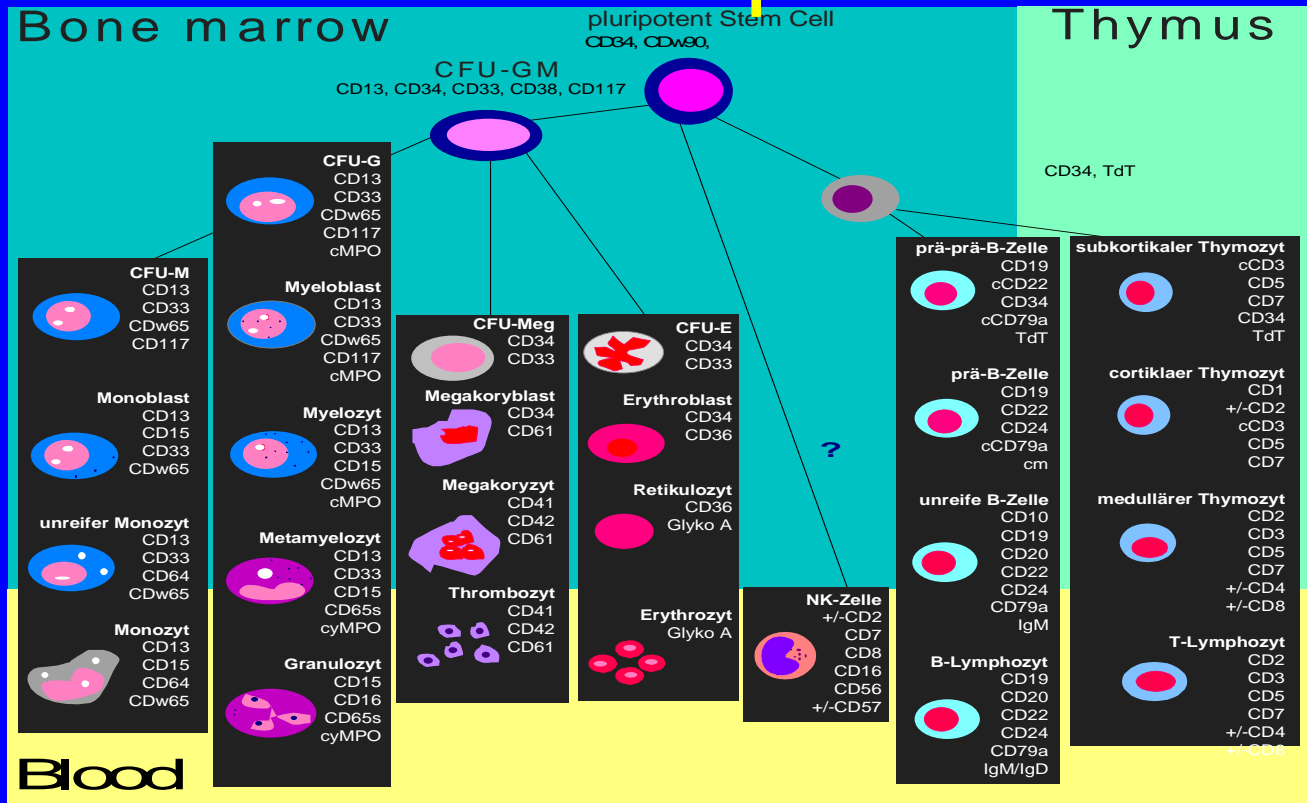 Bone marrow
pluripotent Stem Cell
CD34, CDw90,
Thymus
CFU-GM
CD13, CD34, CD33, CD38, CD117
CD34, TdT
CFU-M
CD13
CD33
CDw65
CD117
Monoblast
CD13
CD15
CD33
CDw65
unreifer Monozyt
CD13
CD33
CD64
CDw65
Monozyt
CD13
CD15
CD64
CDw65
CFU-G
CD13
CD33
CDw65
CD117
cMPO
Myeloblast
CD13
CD33
CDw65
CD117
cMPO
Myelozyt
CD13
CD33
CD15
CDw65
cMPO
Metamyelozyt
CD13
CD33
CD15
CD65s
cyMPO
Granulozyt
CD15
CD16
CD65s
cyMPO
CFU-Meg
CD34
CD33
Megakoryblast
CD34
CD61
Megakoryzyt
CD41
CD42
CD61
Thrombozyt
CD41
CD42
CD61
CFU-E
CD34
CD33
Erythroblast
CD34
CD36
Retikulozyt
CD36
Glyko A
Erythrozyt
Glyko A
?
NK-Zelle
+/-CD2
CD7
CD8
CD16
CD56
+/-CD57
prä-prä-B-Zelle
CD19
cCD22
CD34
cCD79a
TdT
prä-B-Zelle
CD19
CD22
CD24
cCD79a
cm
unreife B-Zelle
CD10
CD19
CD20
CD22
CD24
CD79a
IgM
B-Lymphozyt
CD19
CD20
CD22
CD24
CD79a
IgM/IgD
subkortikaler Thymozyt
cCD3
CD5
CD7
CD34
TdT
cortiklaer Thymozyt
CD1
+/-CD2
cCD3
CD5
CD7
medullärer Thymozyt
CD2
CD3
CD5
CD7
+/-CD4
+/-CD8
T-Lymphozyt
CD2
CD3
CD5
CD7
+/-CD4
+/-CD8
Blood